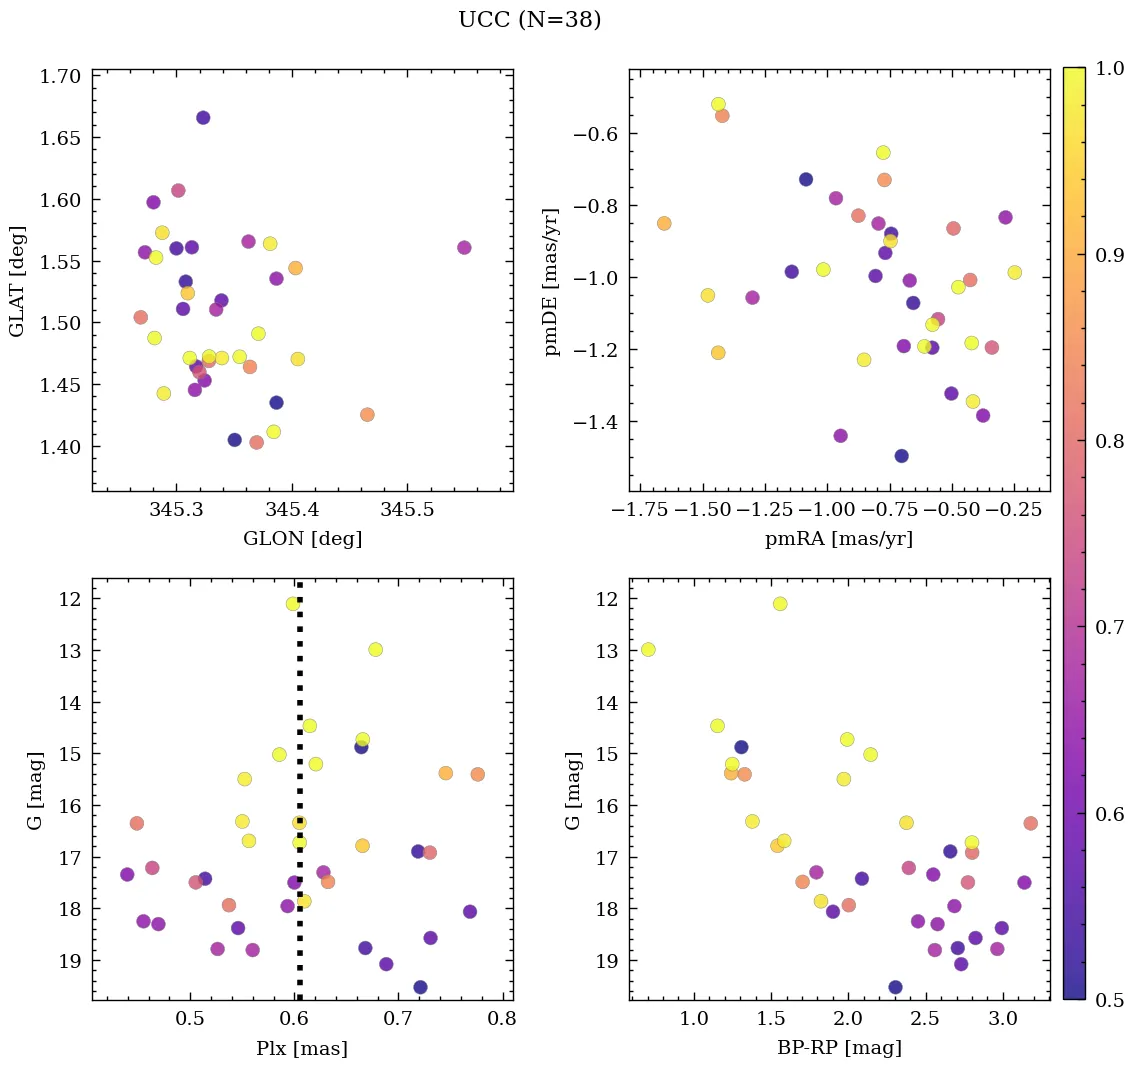 UCC (N=38)
1.70
1.65
1.60
1.55
1.50
1.45
1.40
GLAT [deg]
345.3 345.4 345.5
GLON [deg]
−0.6
−0.8
−1.0
−1.2
−1.4
pmDE [mas/yr]
−1.75 −1.50 −1.25 −1.00 −0.75 −0.50 −0.25
pmRA [mas/yr]
1.0
0.9
0.8
0.7
0.6
0.5
12
13
14
15
16
17
18
19
G [mag]
0.5 0.6 0.7 0.8
Plx [mas]
12
13
14
15
16
17
18
19
G [mag]
1.0 1.5 2.0 2.5 3.0
BP-RP [mag]